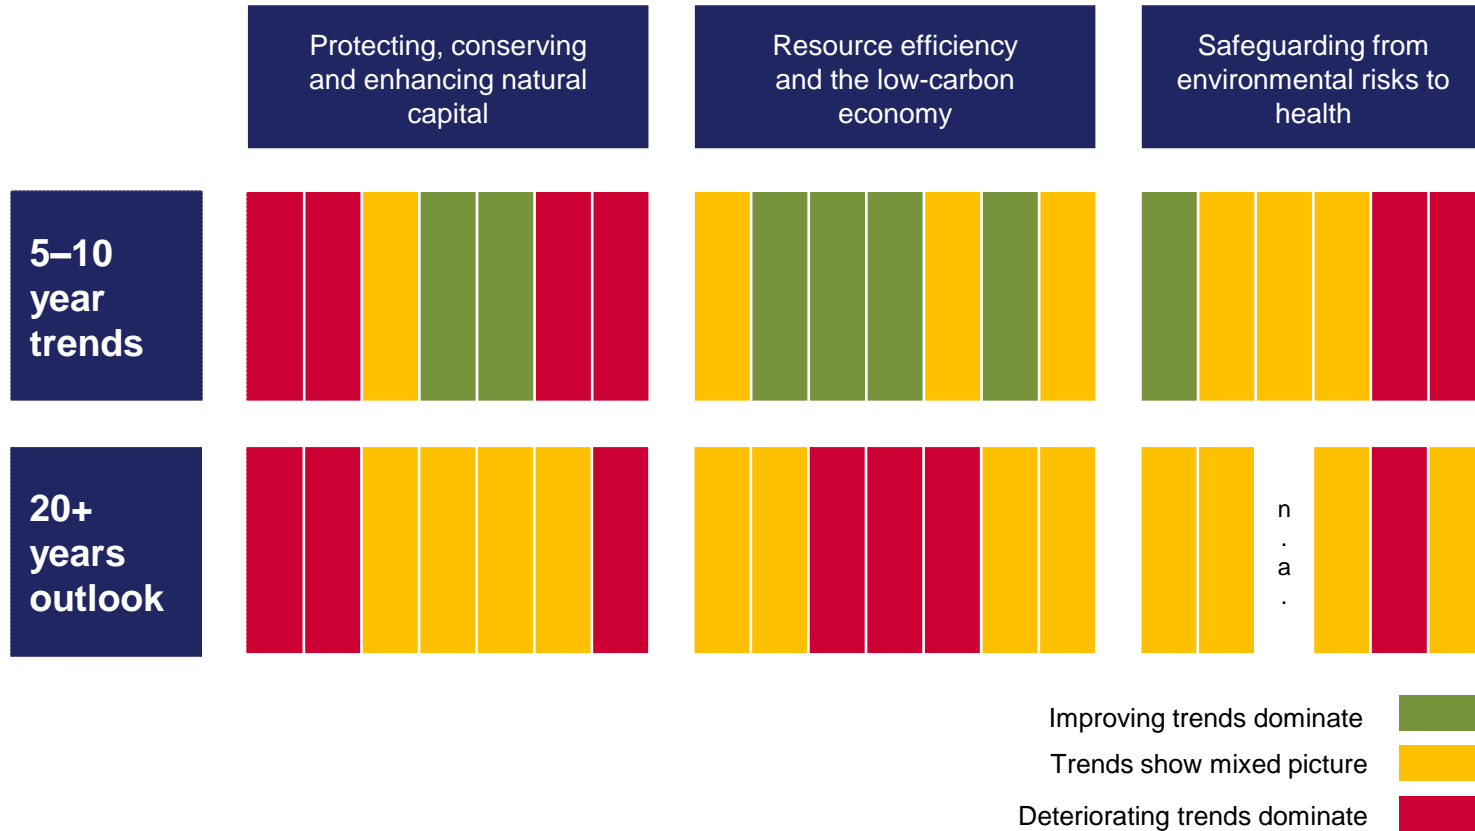 Protecting, conserving
and enhancing natural
capital
Resource efficiency
and the low-carbon
economy
Safeguarding from
environmental risks to
health
5–10
year
trends
20+
years
outlook
n
.
a
.
Improving trends dominate
Trends show mixed picture
Deteriorating trends dominate